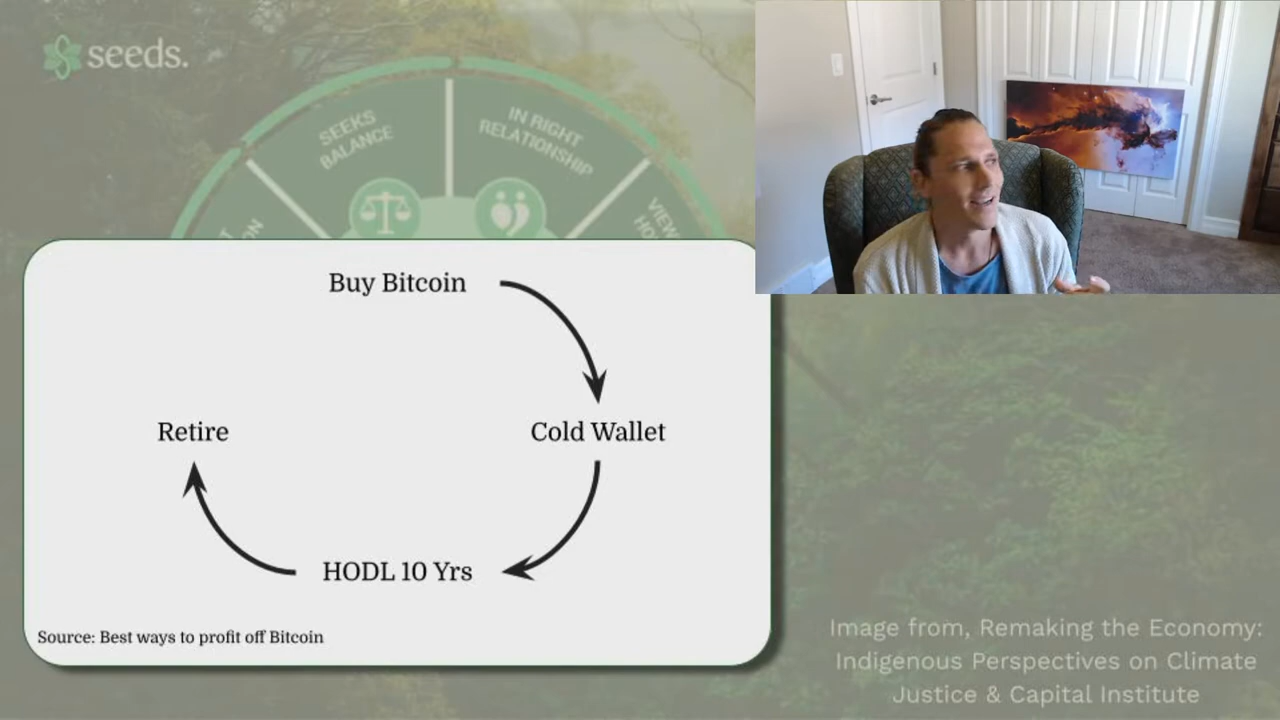 seeds.
SEEKS
BALANCE
IN RIGHT
RELATIONSHIP
Buy Bitcoin
Retire
Cold Wallet
HODL 10 Yrs
Source: Best ways to profit off Bitcoin
Image from, Remaking the Economy:
Indigenous Perspectives on Climate
Justice & Capital Institute